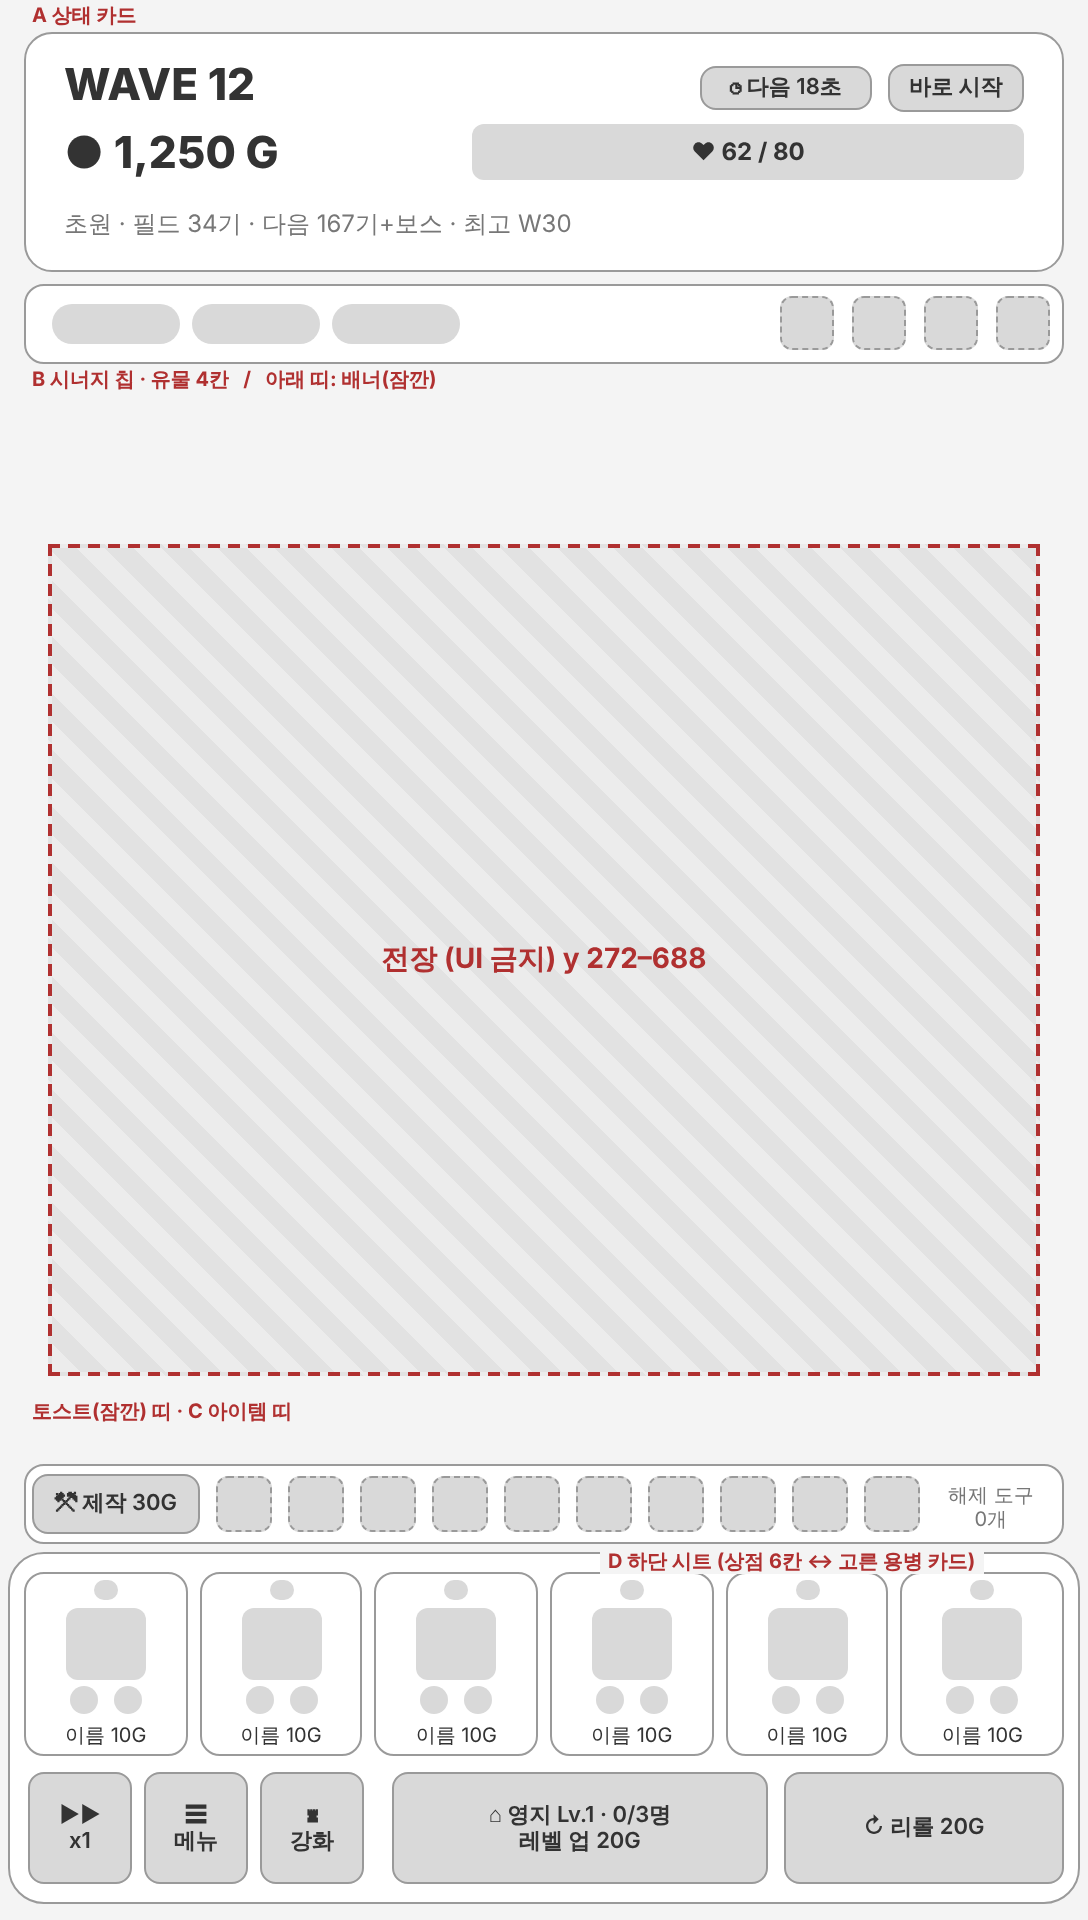 A 상태 카드
WAVE 12
다음 18초
바로 시작
● 1,250 G
♥ 62 / 80
초원 · 필드 34기 · 다음 167기+보스 · 최고 W30
B 시너지 칩 · 유물 4칸 / 아래 띠: 배너(잠깐)
전장 (UI 금지) y 272–688
토스트(잠깐) 띠 · C 아이템 띠
⚒ 제작 30G
해제 도구
0개
D 하단 시트 (상점 6칸 ↔ 고른 용병 카드)
이름 10G
이름 10G
이름 10G
이름 10G
이름 10G
이름 10G
▶▶
x1
☰
메뉴
강화
⌂ 영지 Lv.1 · 0/3명
레벨 업 20G
↻ 리롤 20G